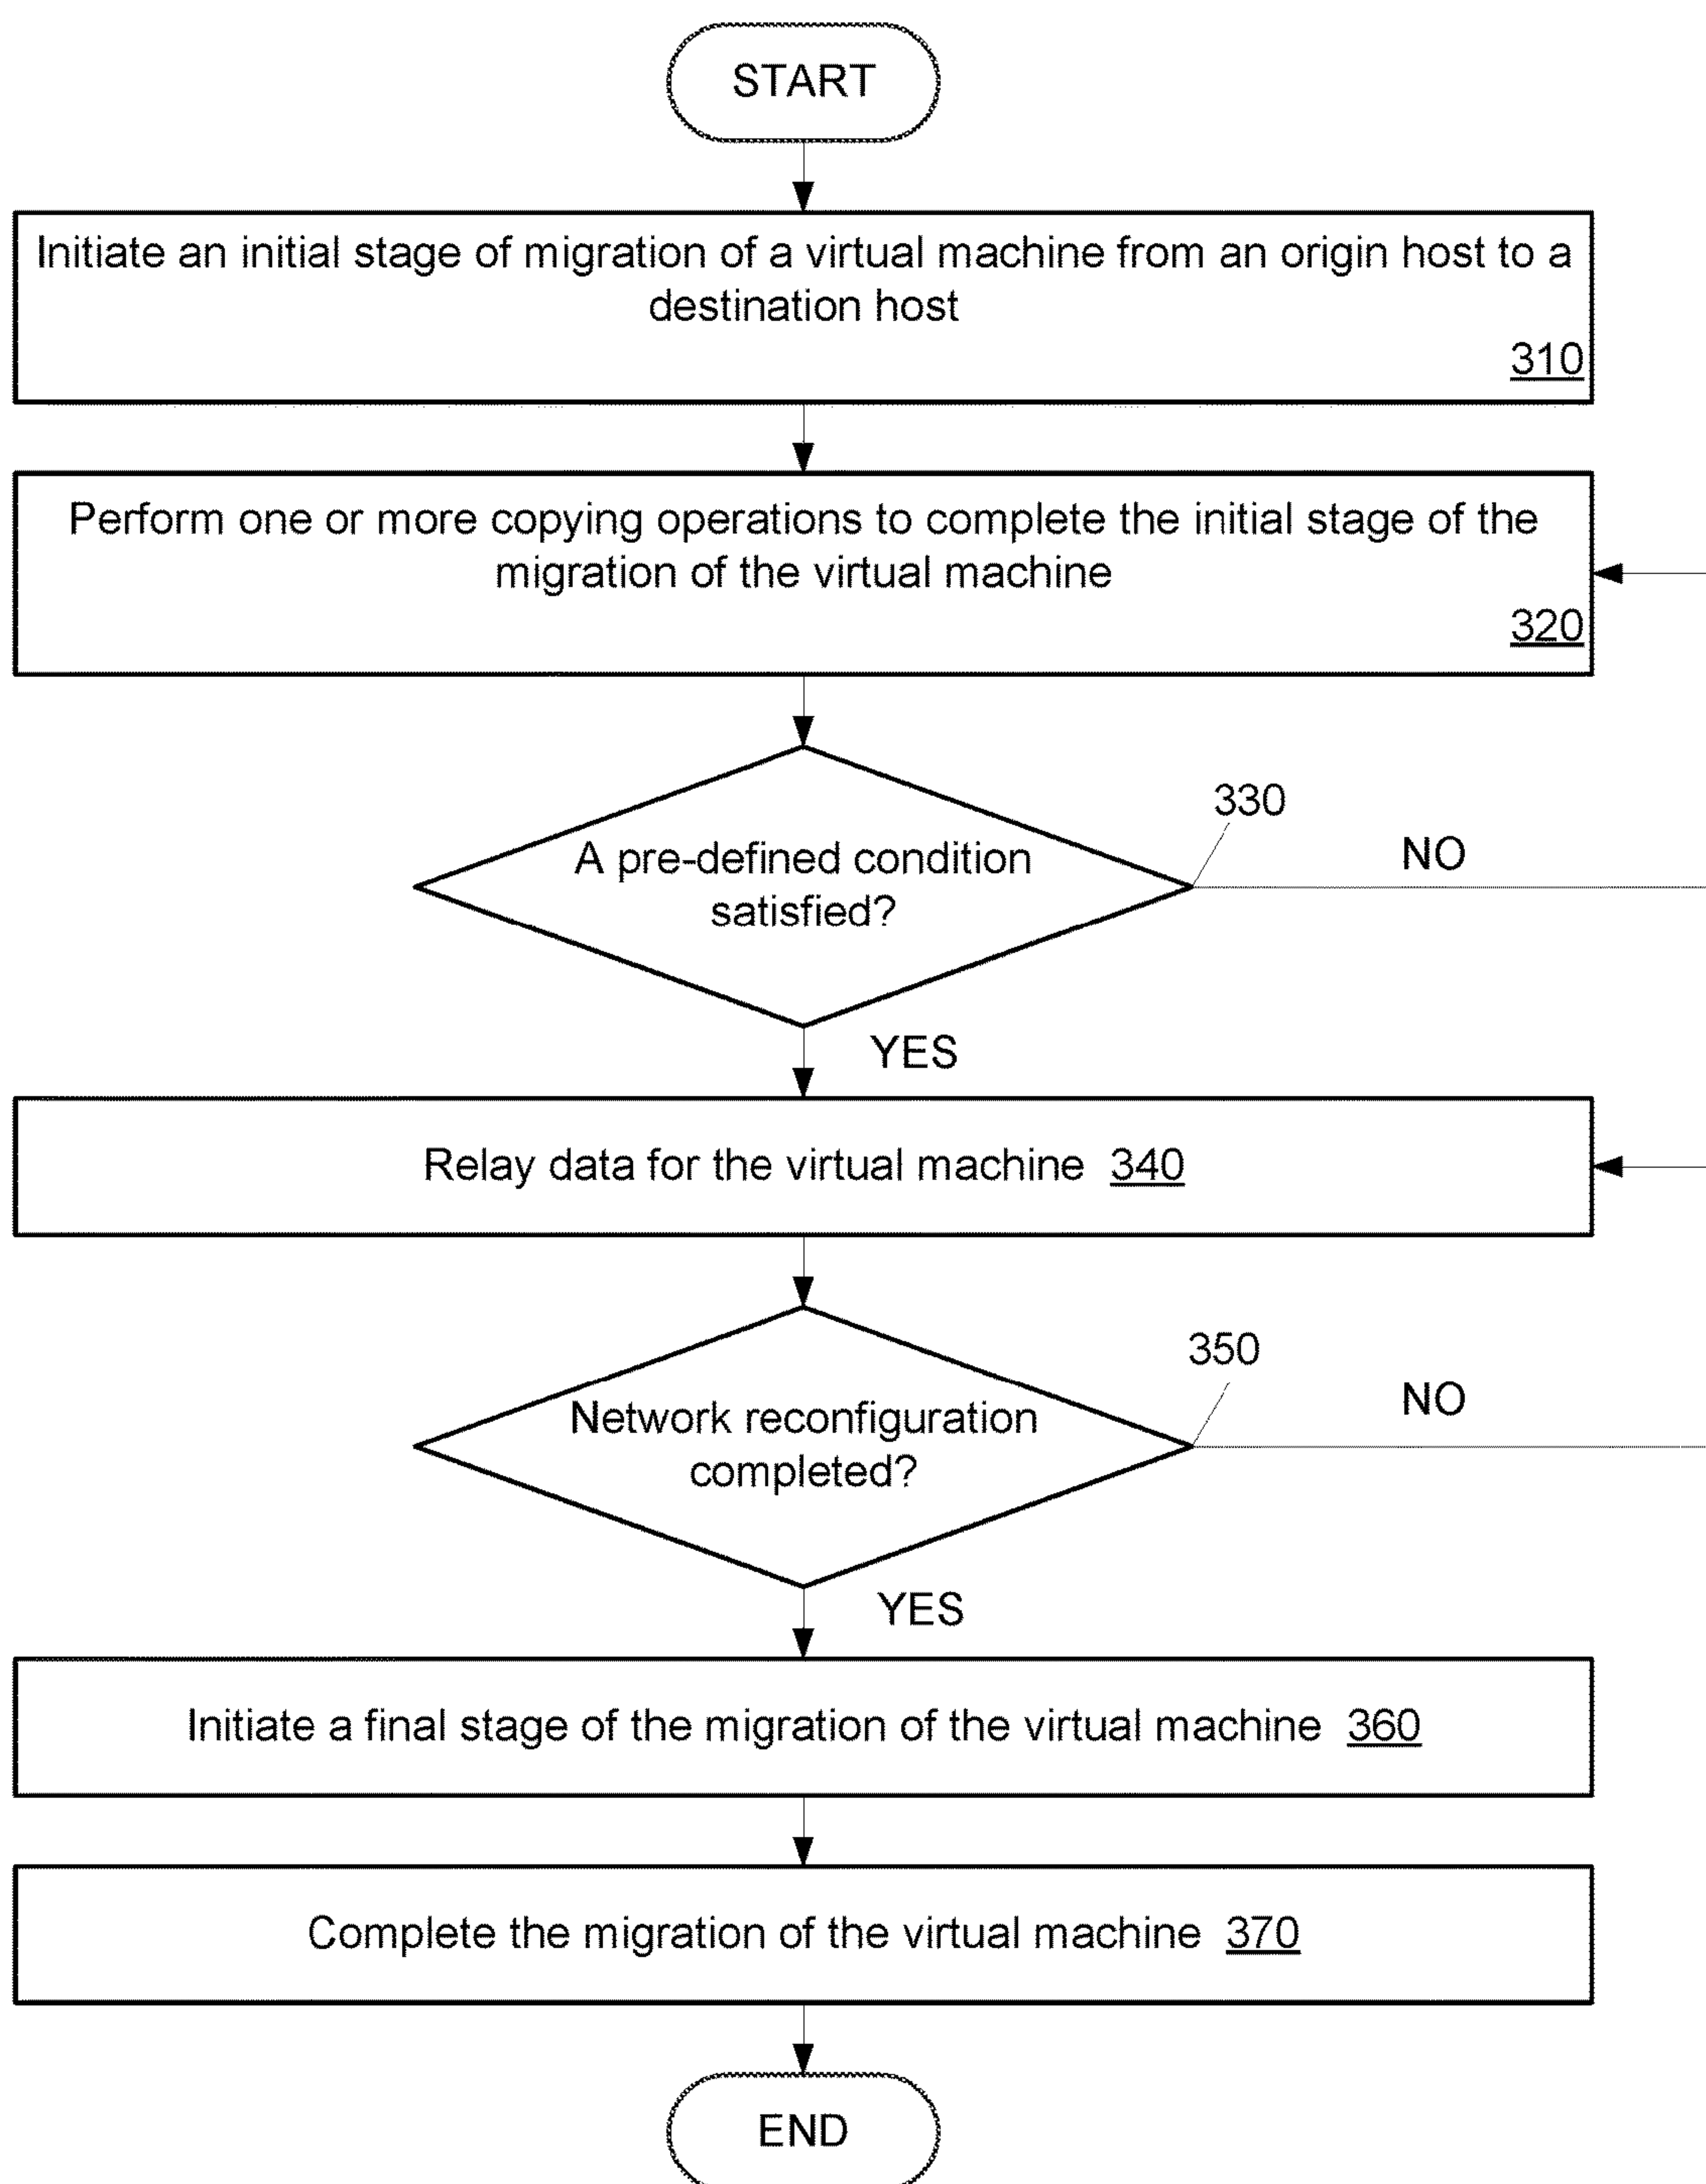 START
Initiate an initial stage of migration of a virtual machine from an origin host to a
destination host
310
Perform one or more copying operations to complete the initial stage of the
migration of the virtual machine
320
330
NO
A pre-defined condition
satisfied?
YES
Relay data for the virtual machine 340
350
NO
Network reconfiguration
completed?
YES
Initiate a final stage of the migration of the virtual machine 360
Complete the migration of the virtual machine 370
END